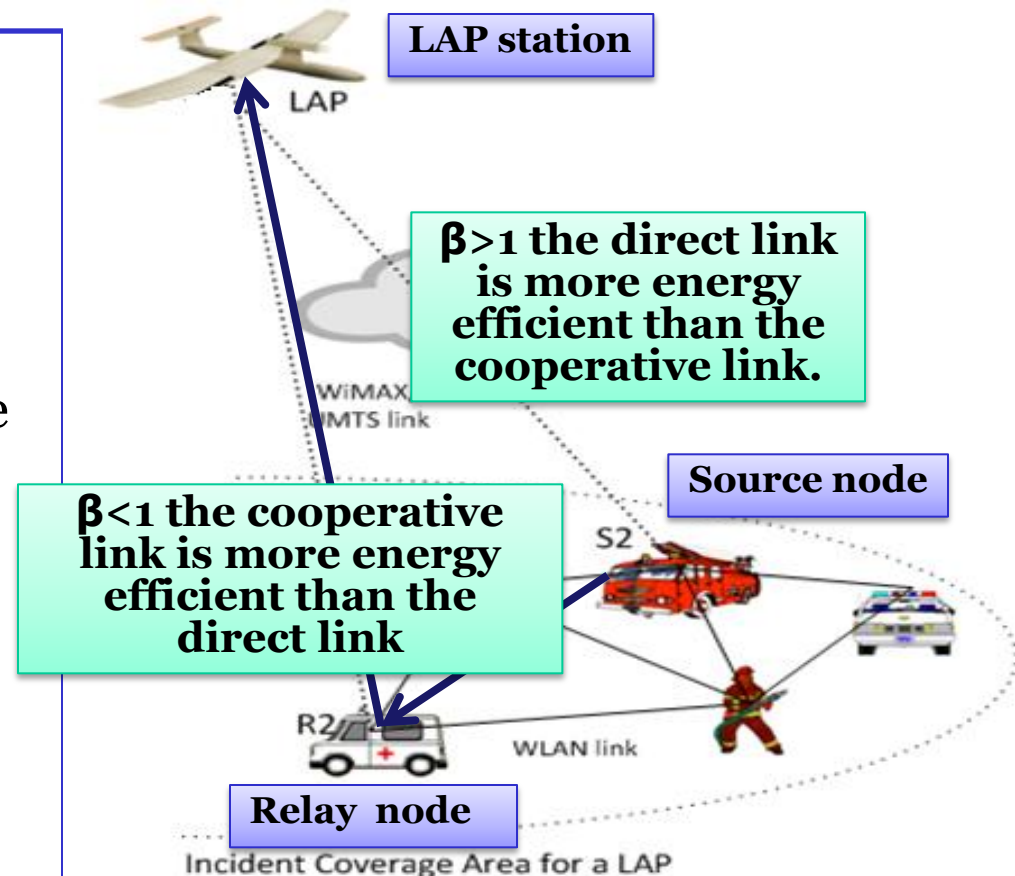 LAP station
LAP
β>1 the direct link
is more energy
efficient than the
cooperative link.
WiMAX,
UMTS link
e
Source node
β<1 the cooperative
link is more energy
efficient than the
direct link
S2
R2
WLAN link
Relay node
Incident Coverage Area for a LAP